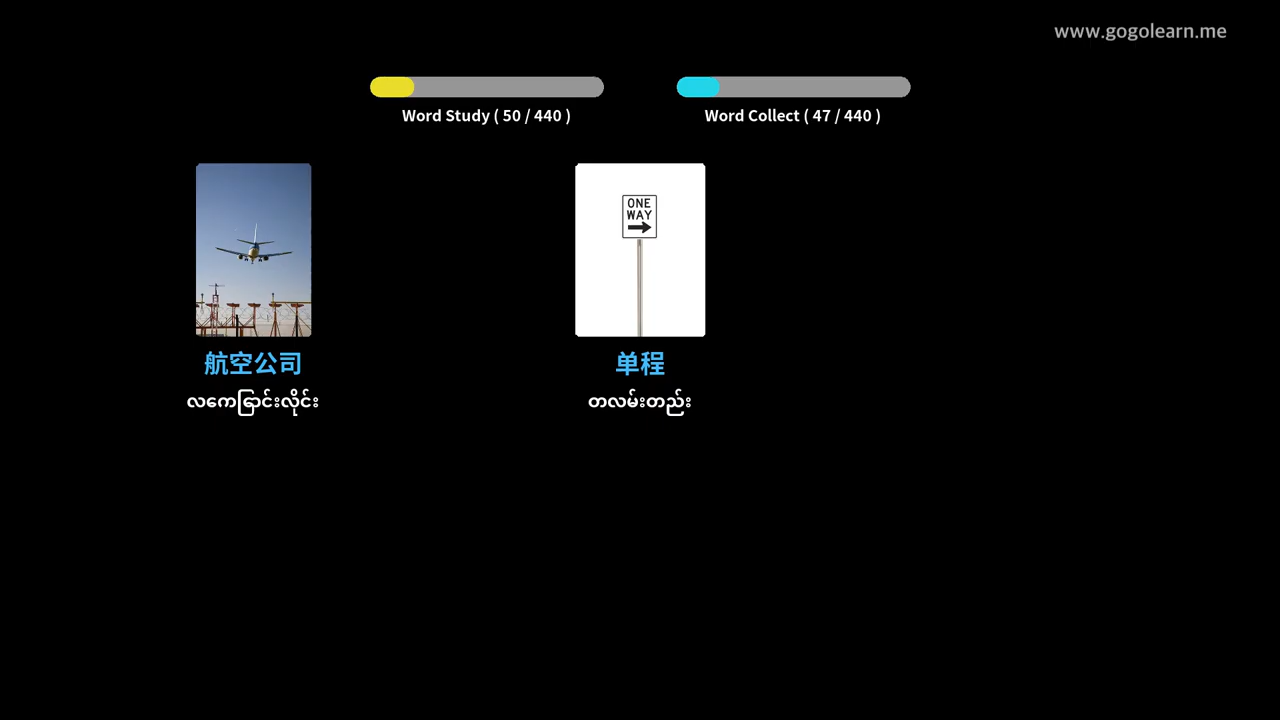 www.gogolearn.me
Word Study ( 50 / 440 )
Word Collect ( 47 / 440 )
ONE
WAY
航空公司
单程
လကေခြောင်းလိုင်း
တလမ်းတည်း